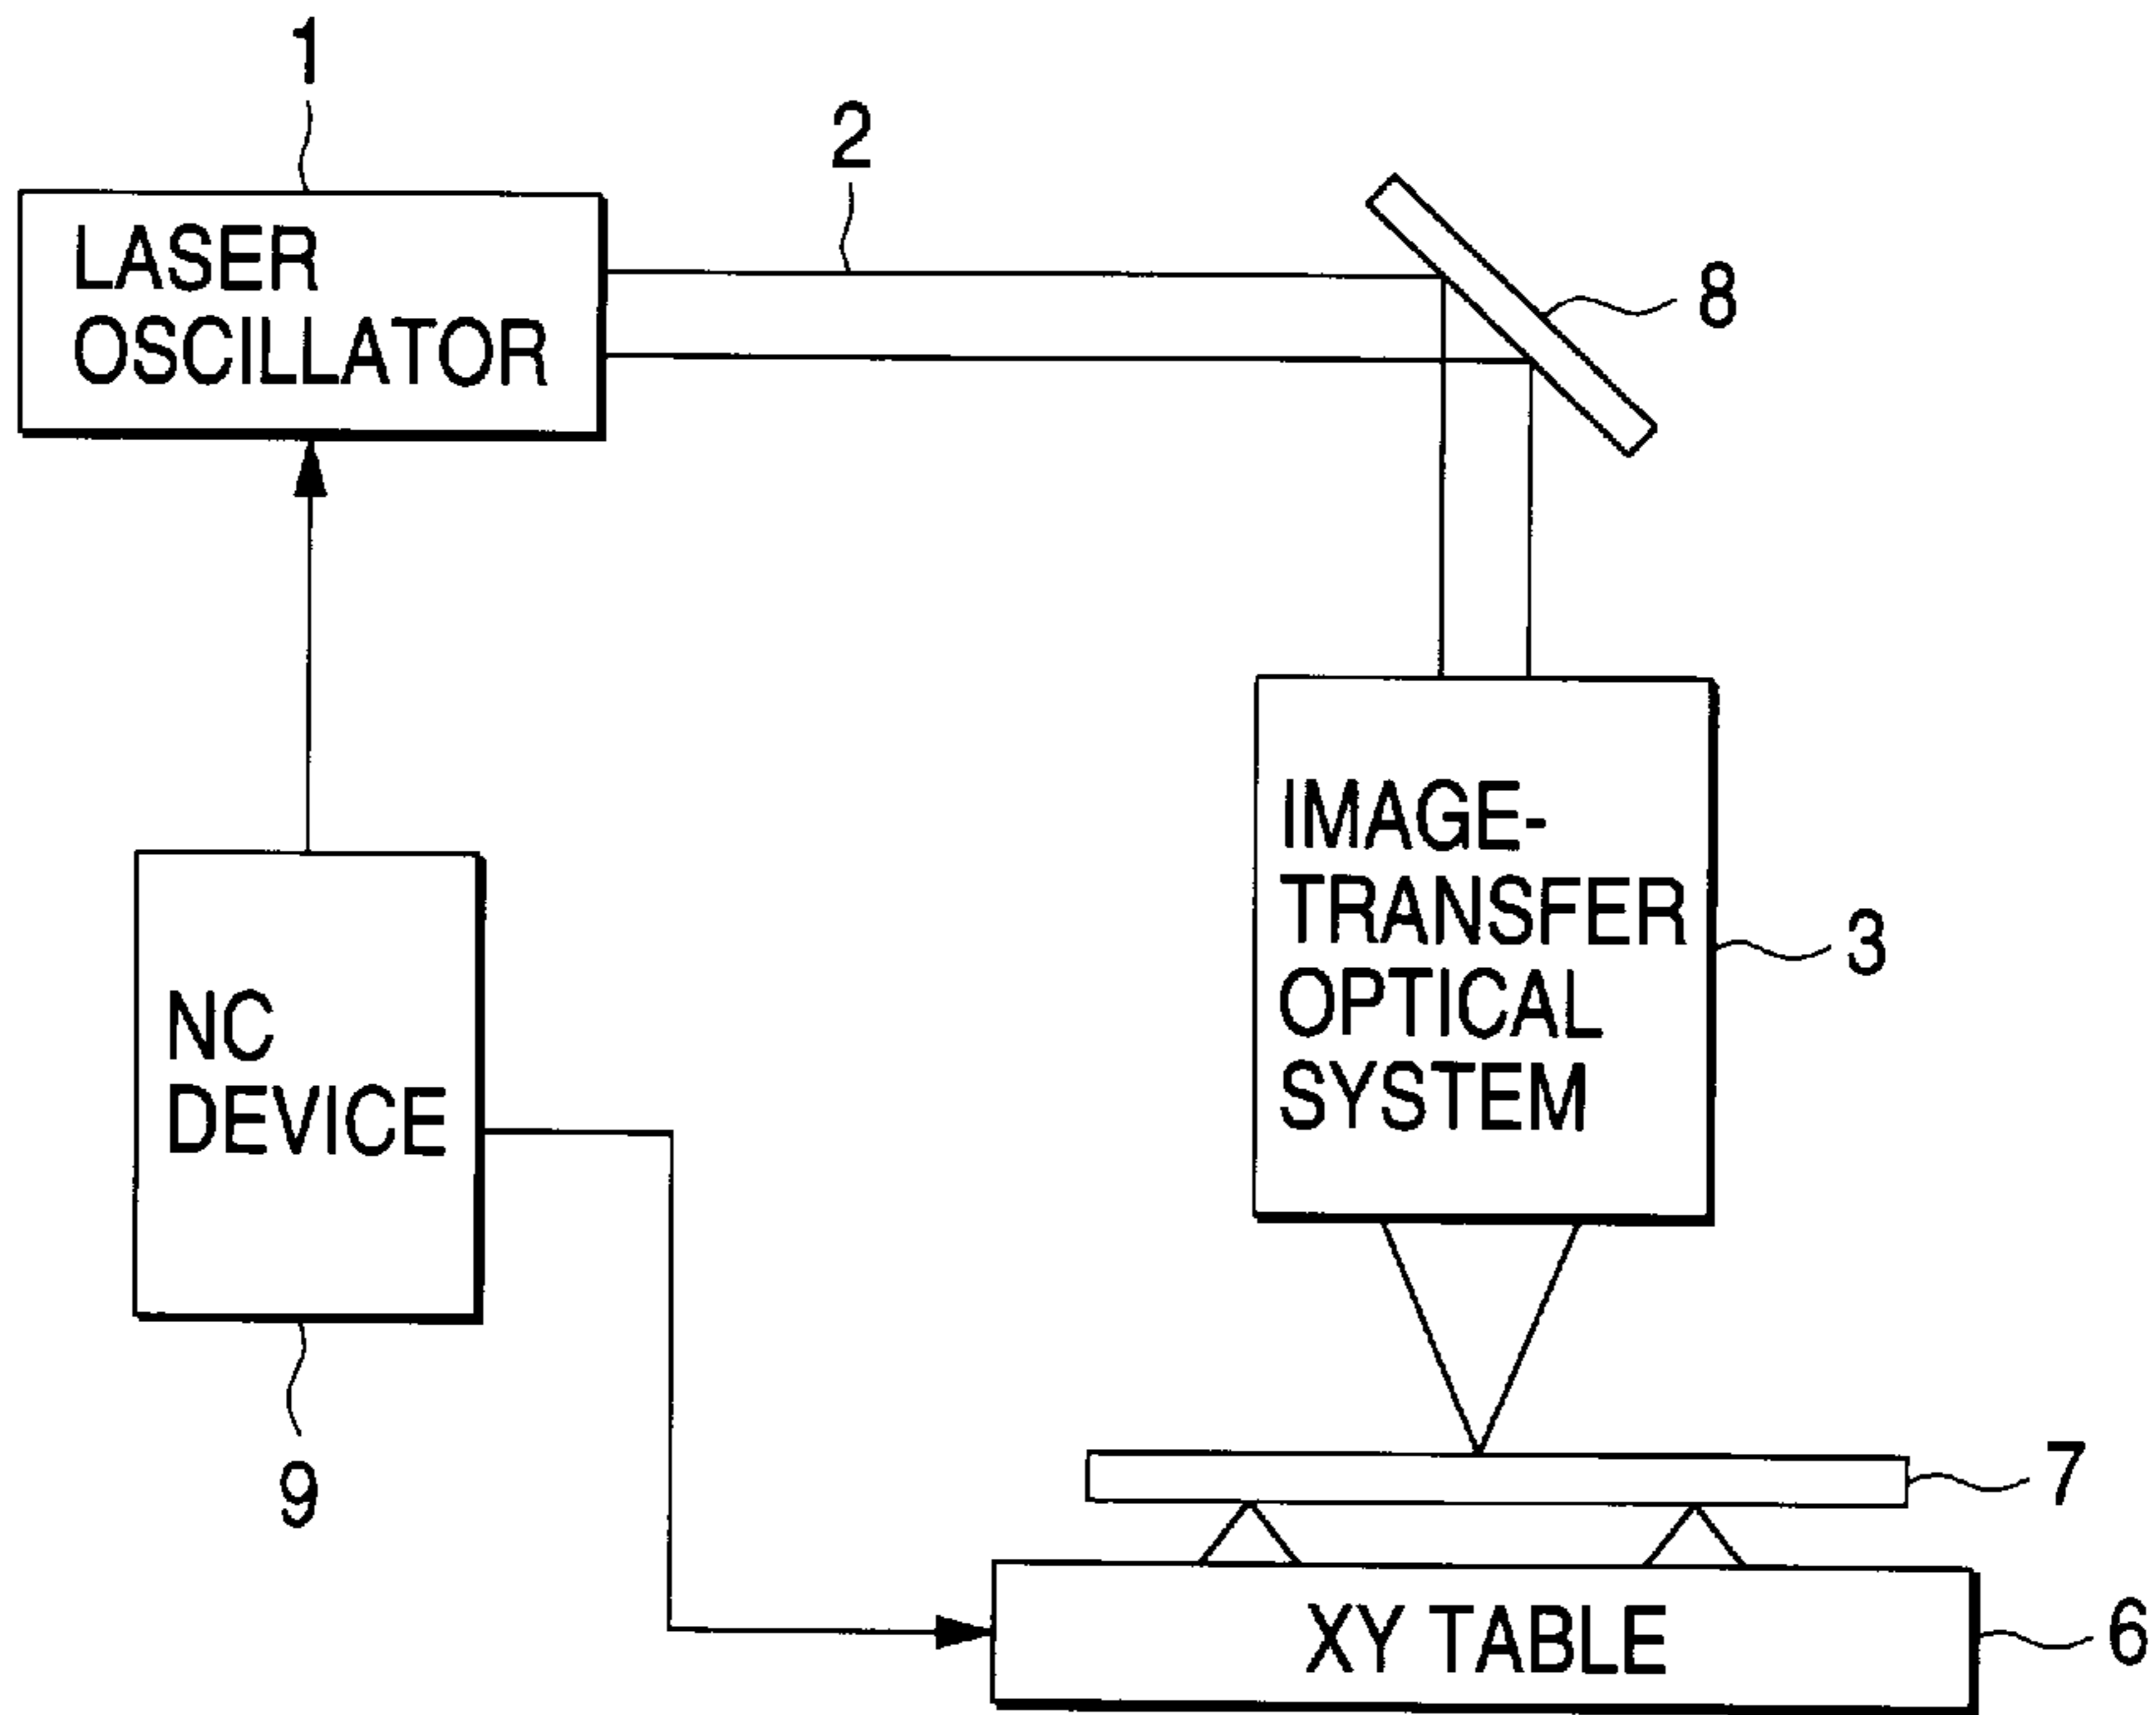 1
2
LASER
OSCILLATOR
8
IMAGE-
TRANSFER
OPTICAL
SYSTEM
3
NC
DEVICE
9
7
XY TABLE
6